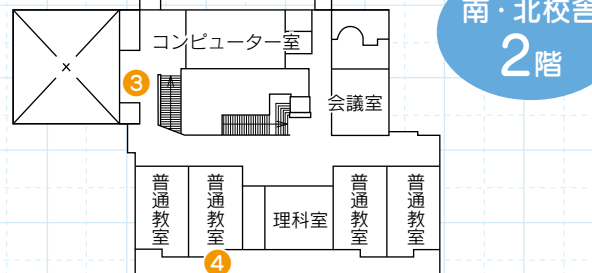 南・北校舎
2階
コンピューター室
3
会議室
普通教室
普通教室
理科室
普通教室
普通教室
4